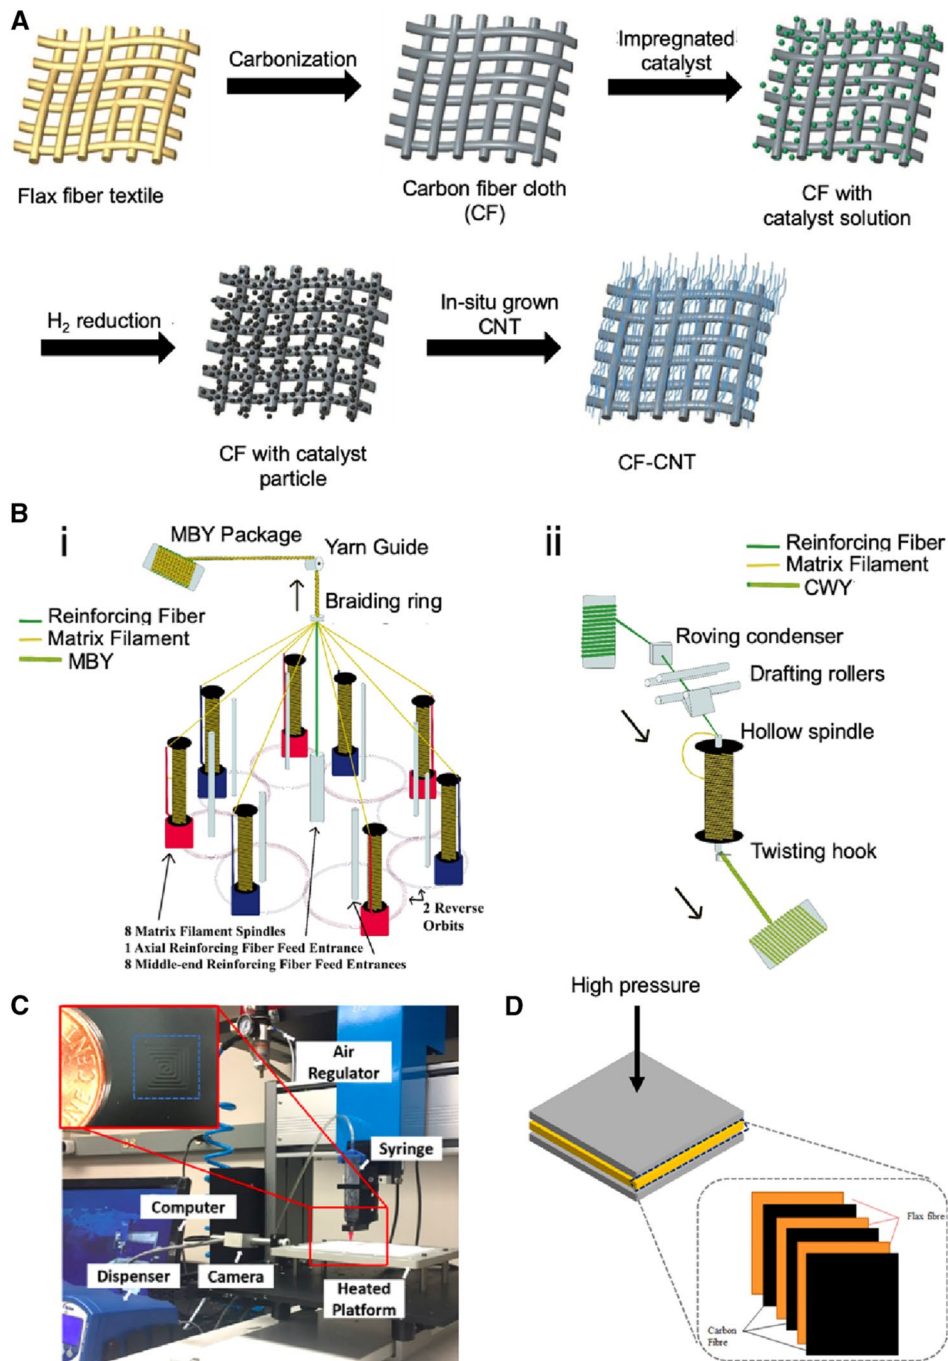 A
Carbonization
Impregnated
catalyst
Flax fiber textile
Carbon fiber cloth
(CF)
CF with
catalyst solution
H2 reduction
In-situ grown
CNT
CF with catalyst
particle
CF-CNT
B
i
MBY Package
Yarn Guide
Braiding ring
Reinforcing Fiber
Matrix Filament
MBY
8 Matrix Filament Spindles
1 Axial Reinforcing Fiber Feed Entrance
8 Middle-end Reinforcing Fiber Feed Entrances
2 Reverse
Orbits
ii
Reinforcing Fiber
Matrix Filament
CWY
Roving condenser
Drafting rollers
Hollow spindle
Twisting hook
C
ONE CENT
Air
Regulator
Syringe
Computer
Dispenser
Camera
Heated
Platform
D
High pressure
Flax fibre
Carbon
Fibre